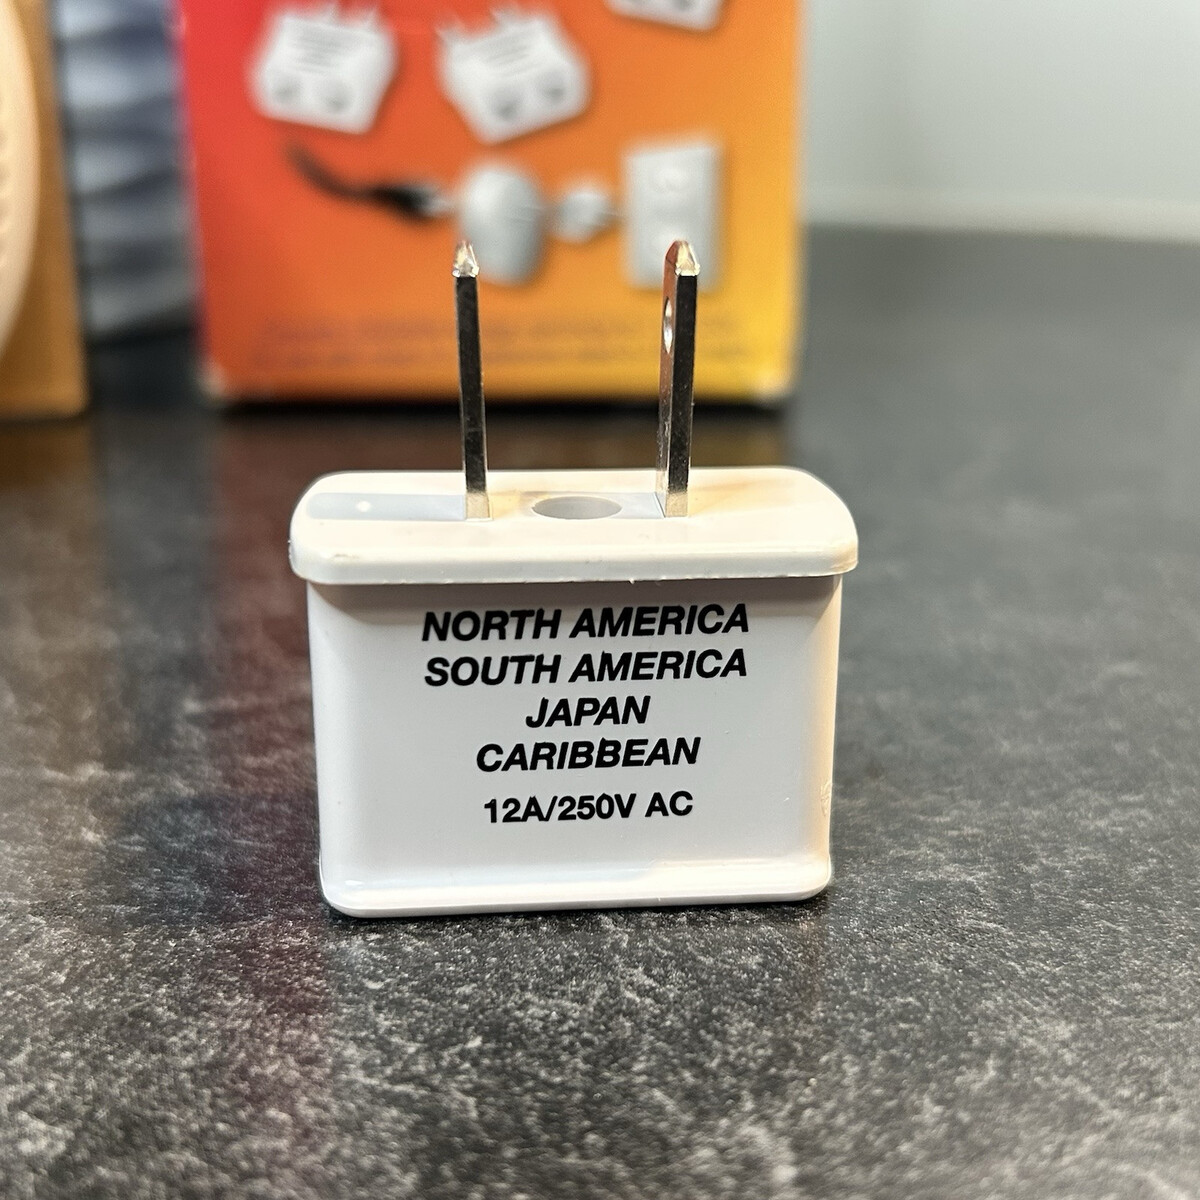 NORTH AMERICA
SOUTH AMERICA
JAPAN
CARIBBEAN
12A/250V AC